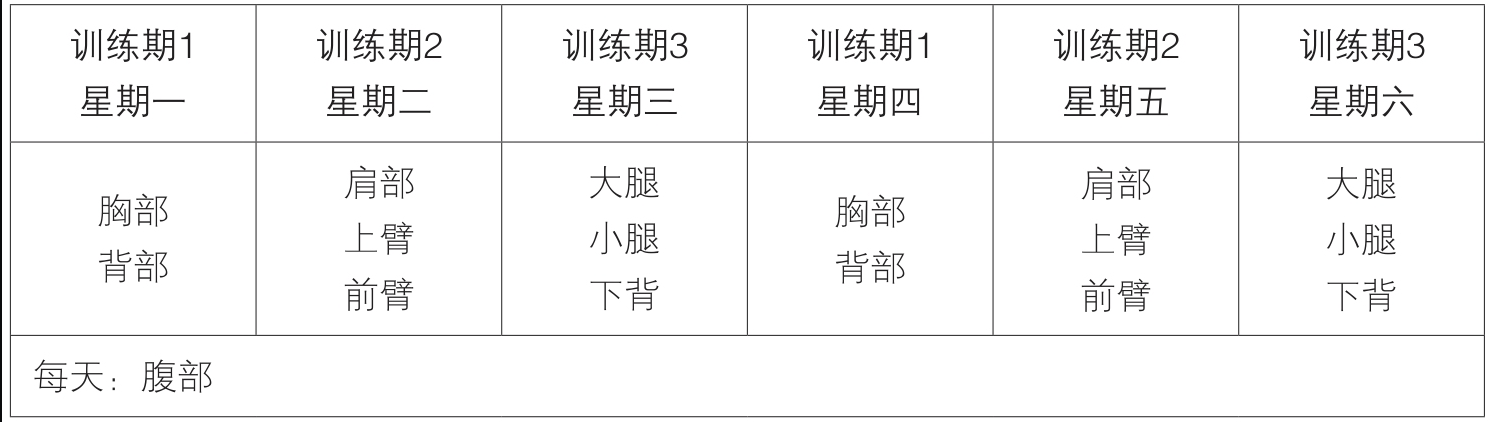 训练期1
星期一
训练期2
星期二
训练期3
星期三
训练期1
星期四
训练期2
星期五
训练期3
星期六
胸部
背部
肩部
上臂
前臂
大腿
小腿
下背
胸部
背部
肩部
上臂
前臂
大腿
小腿
下背
每天：腹部